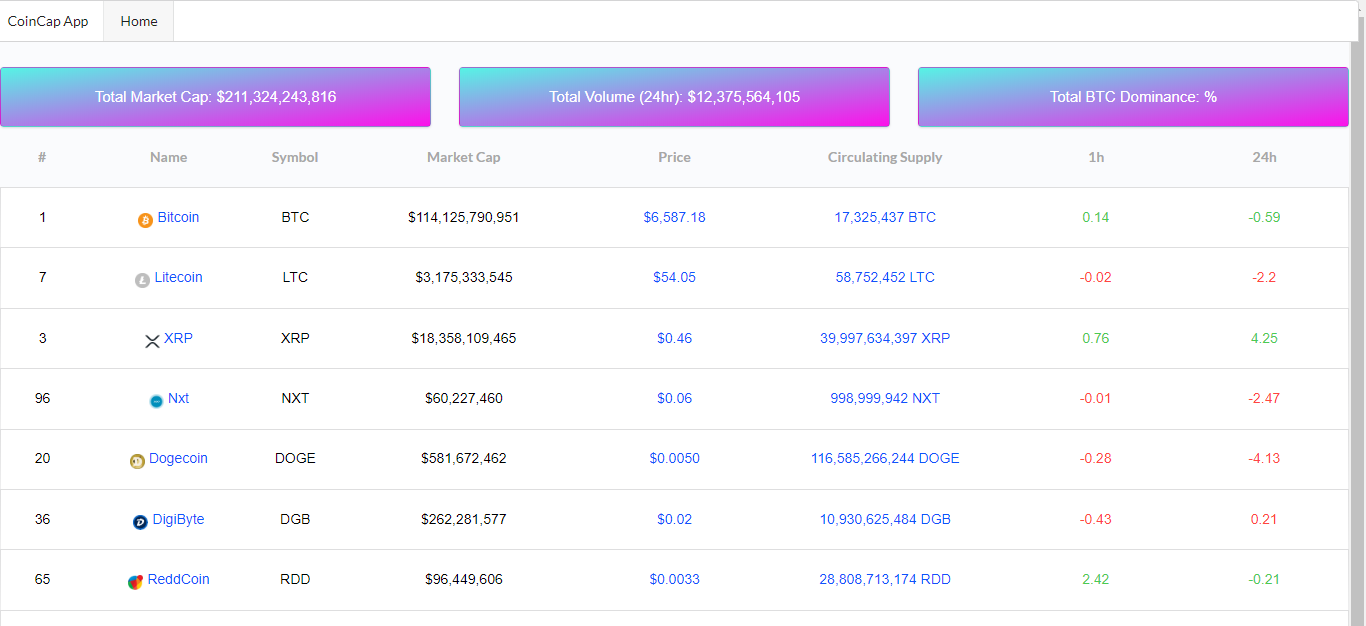 CoinCap App Home
Total Market Cap: $211,324,243,816 Total Volume (24hr): $12,375,564,105 Total BTC Dominance: %
# Name Symbol Market Cap Price Circulating Supply 1h 24h
1 Bitcoin BTC $114,125,790,951 $6,587.18 17,325,437 BTC 0.14 -0.59
7 Litecoin LTC $3,175,333,545 $54.05 58,752,452 LTC -0.02 -2.2
3 XRP XRP $18,358,109,465 $0.46 39,997,634,397 XRP 0.76 4.25
96 Nxt NXT $60,227,460 $0.06 998,999,942 NXT -0.01 -2.47
20 Dogecoin DOGE $581,672,462 $0.0050 116,585,266,244 DOGE -0.28 -4.13
36 DigiByte DGB $262,281,577 $0.02 10,930,625,484 DGB -0.43 0.21
65 ReddCoin RDD $96,449,606 $0.0033 28,808,713,174 RDD 2.42 -0.21